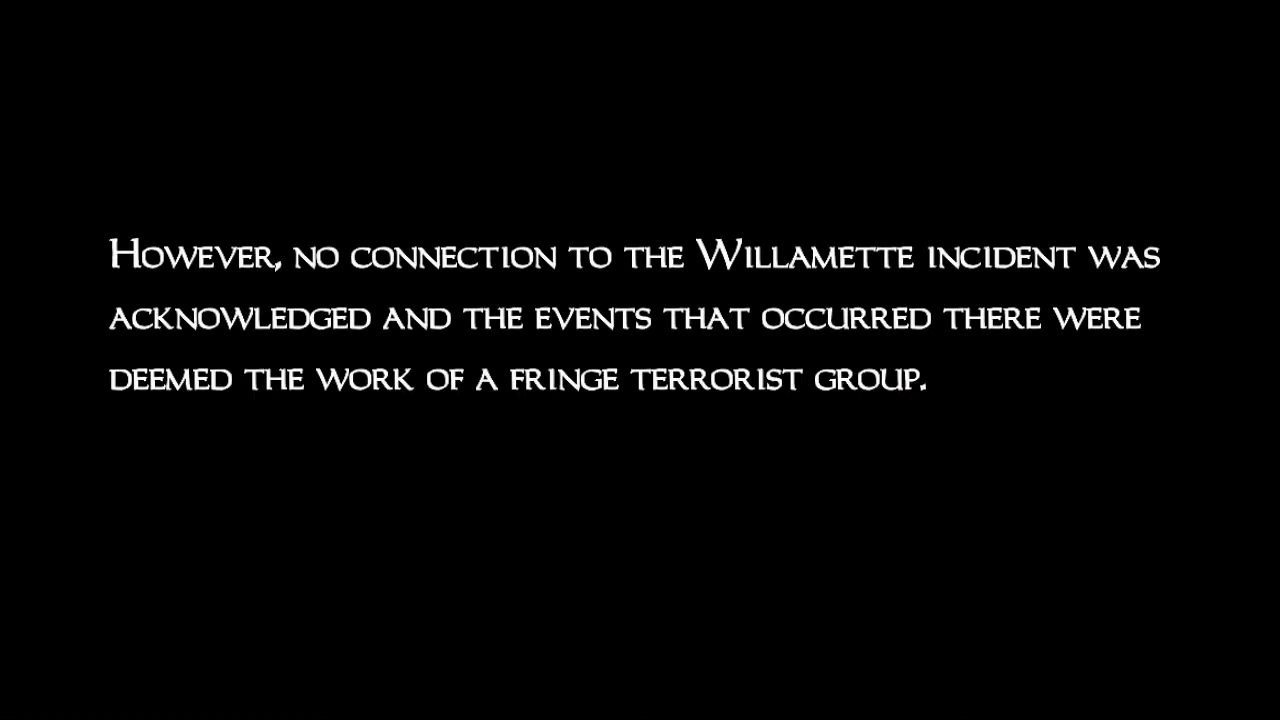 However, no connection to the Willamette incident was
acknowledged and the events that occurred there were
deemed the work of a fringe terrorist group.